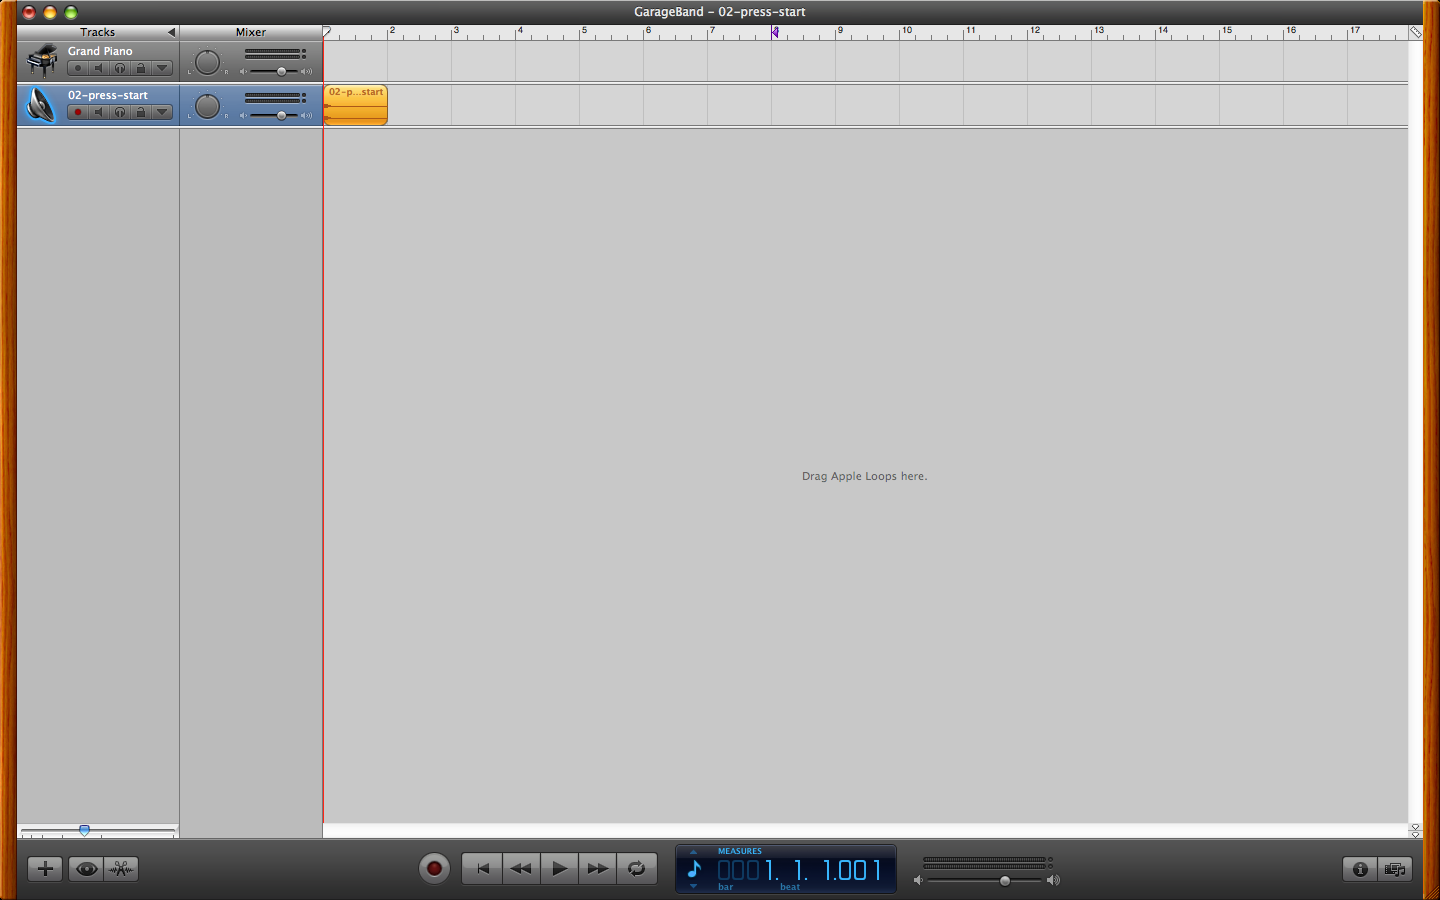 GarageBand – 02-press-start
Tracks Mixer
2 3 4 5 6 7 8 9 10 11 12 13 14 15 16 17
Grand Piano
L R
02-press-start
L R
02-p...start
Drag Apple Loops here.
MEASURES
0001. 1. 1.001
bar beat